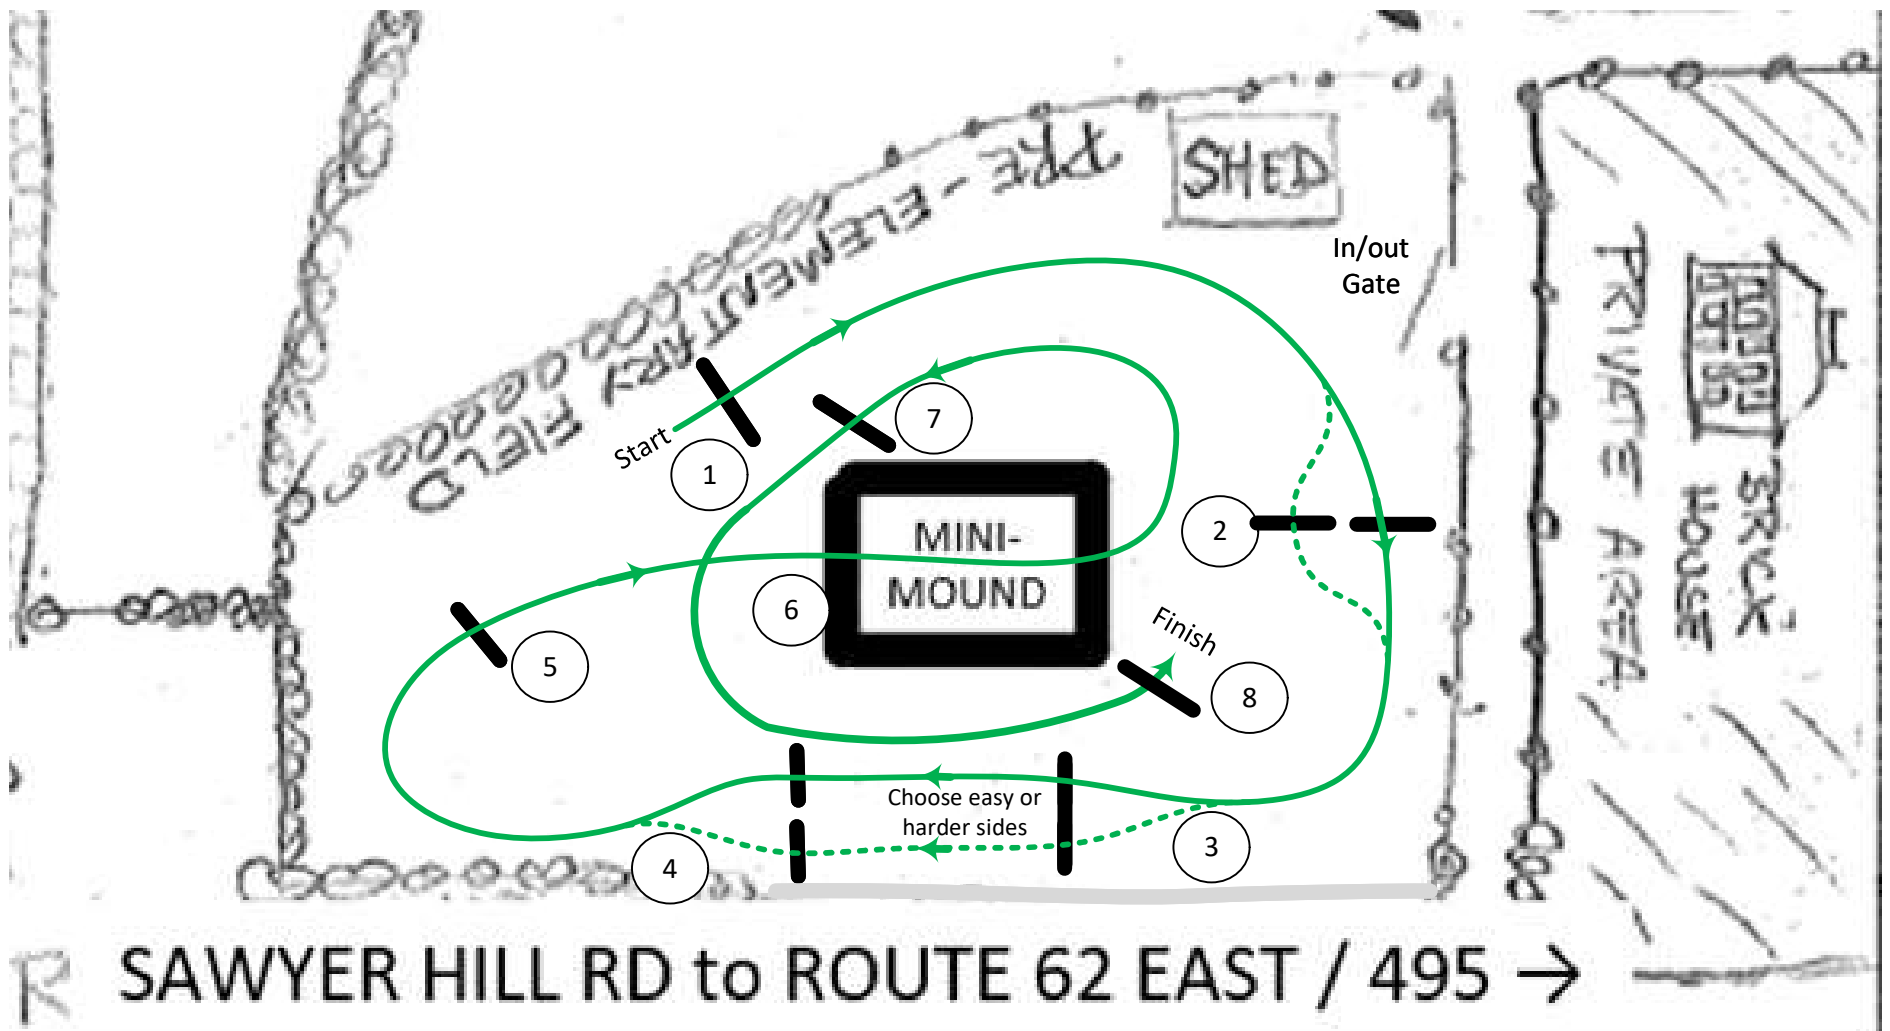 PRE-ELEMENTARY FIELD
SHED
In/out
Gate
Start
1
7
2
MINI-
MOUND
6
5
Finish
8
Choose easy or
harder sides
3
4
PRIVATE AREA
BRICK
HOUSE
R
SAWYER HILL RD to ROUTE 62 EAST / 495 →